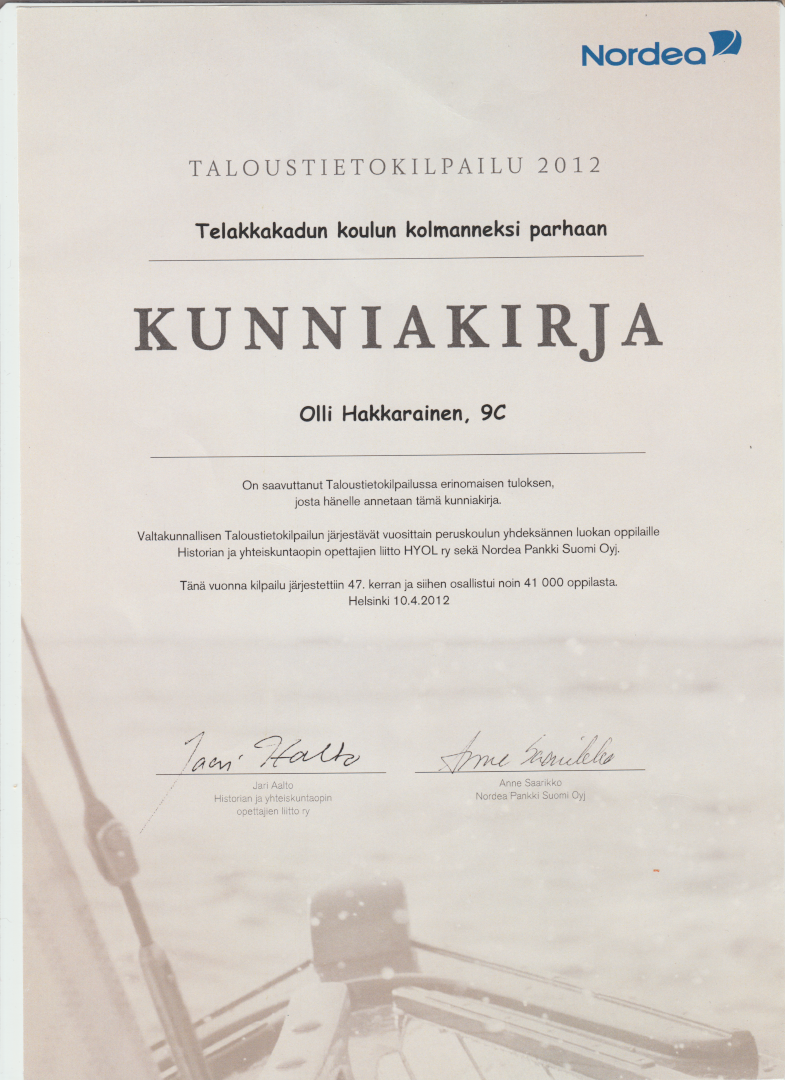 Nordea
TALOUSTIETOKILPAILU 2012
Telakkakadun koulun kolmanneksi parhaan
KUNNIAKIRJA
Olli Hakkarainen, 9C
On saavuttanut Taloustietokilpailussa erinomaisen tuloksen,
josta hänelle annetaan tämä kunniakirja.
Valtakunnallisen Taloustietokilpailun järjestävät vuosittain peruskoulun yhdeksännen luokan oppilaille
Historian ja yhteiskuntaopin opettajien liitto HYOL ry sekä Nordea Pankki Suomi Oyj.
Tänä vuonna kilpailu järjestettiin 47. kerran ja siihen osallistui noin 41 000 oppilasta.
Helsinki 10.4.2012
Jari Aalto
Anne Saarikko
Jari Aalto
Historian ja yhteiskuntaopin
opettajien liitto ry
Anne Saarikko
Nordea Pankki Suomi Oyj